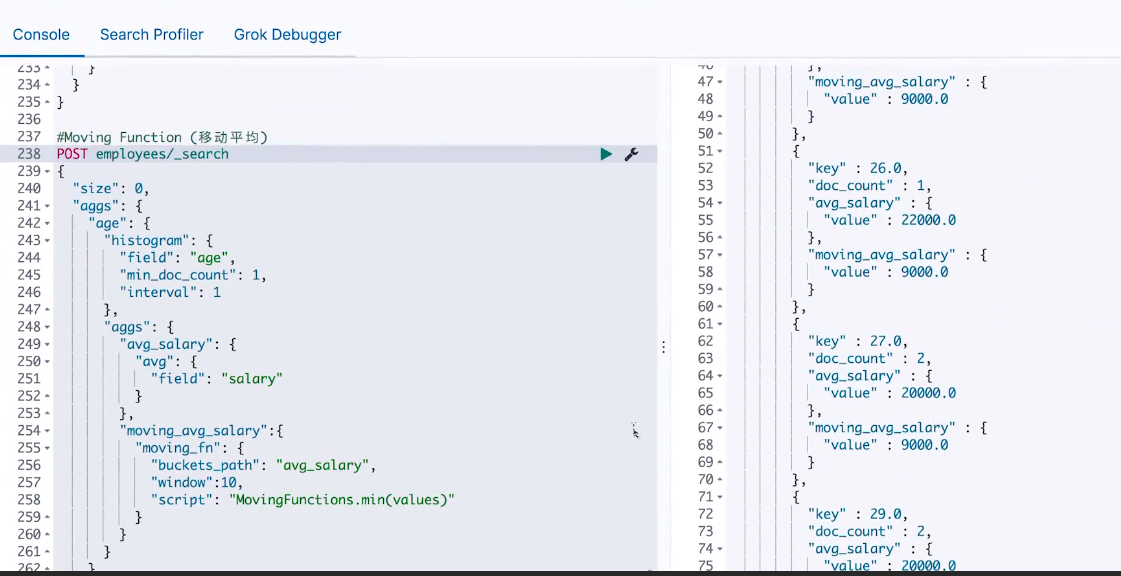 Console Search Profiler Grok Debugger
233 }
234 }
235 }
236
237 #Moving Function (移动平均)
238 POST employees/_search
239 {
240 "size": 0,
241 "aggs": {
242 "age": {
243 "histogram": {
244 "field": "age",
245 "min_doc_count": 1,
246 "interval": 1
247 },
248 "aggs": {
249 "avg_salary": {
250 "avg": {
251 "field": "salary"
252 }
253 },
254 "moving_avg_salary":{
255 "moving_fn": {
256 "buckets_path": "avg_salary",
257 "window":10,
258 "script": "MovingFunctions.min(values)"
259 }
260 }
261 }
262 }
46 },
47 "moving_avg_salary" : {
48 "value" : 9000.0
49 }
50 },
51 {
52 "key" : 26.0,
53 "doc_count" : 1,
54 "avg_salary" : {
55 "value" : 22000.0
56 },
57 "moving_avg_salary" : {
58 "value" : 9000.0
59 }
60 },
61 {
62 "key" : 27.0,
63 "doc_count" : 2,
64 "avg_salary" : {
65 "value" : 20000.0
66 },
67 "moving_avg_salary" : {
68 "value" : 9000.0
69 }
70 },
71 {
72 "key" : 29.0,
73 "doc_count" : 2,
74 "avg_salary" : {
75 "value" : 20000.0